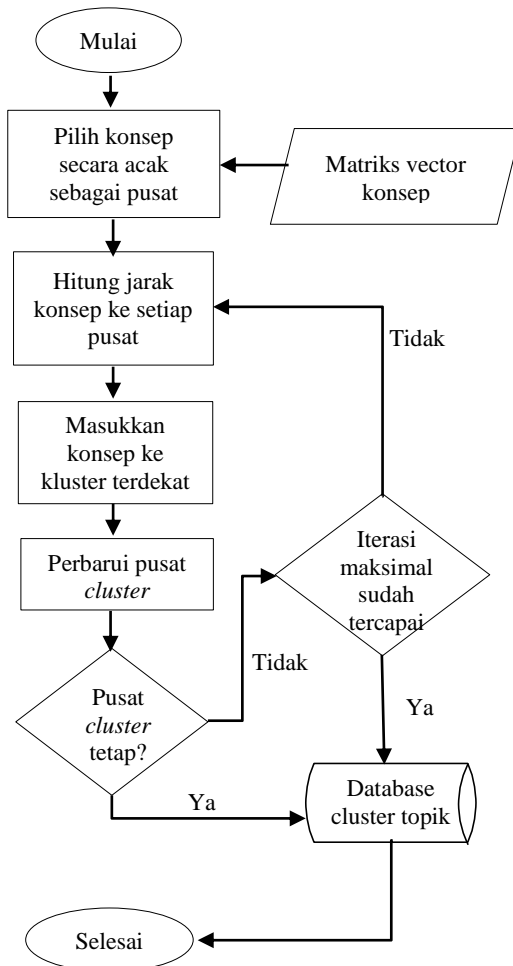 Mulai
Pilih konsep
secara acak
sebagai pusat
Matriks vector
konsep
Hitung jarak
konsep ke setiap
pusat
Tidak
Masukkan
konsep ke
kluster terdekat
Iterasi
maksimal
sudah
tercapai
Perbarui pusat
cluster
Tidak
Pusat
cluster
tetap?
Ya
Ya
Database
cluster topik
Selesai